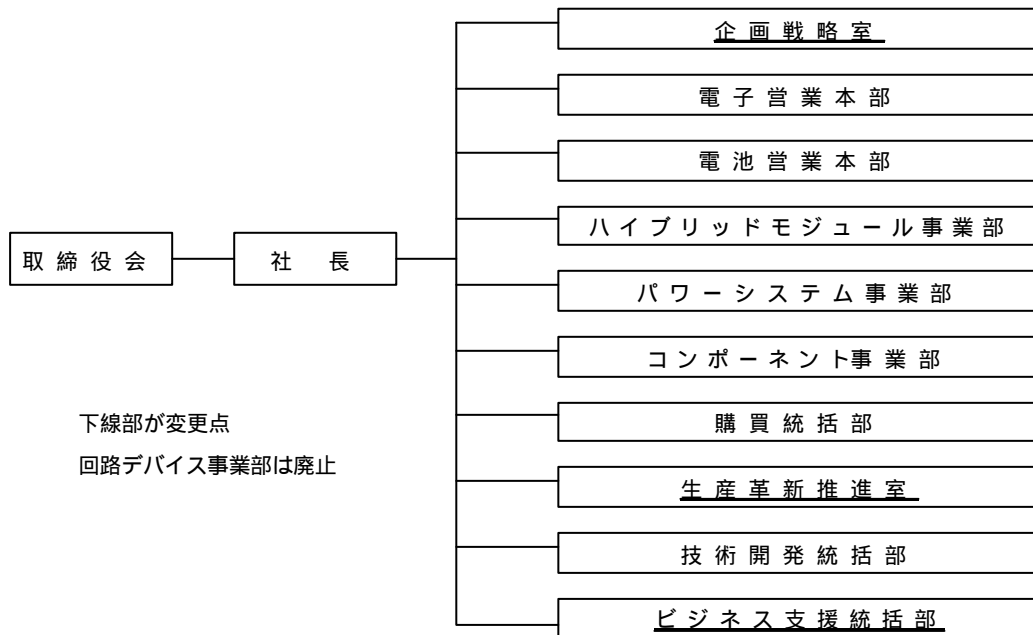 企画戦略室
電子営業本部
電池営業本部
ハイブリッドモジュール事業部
取締役会
社長
パワーシステム事業部
コンポーネント事業部
下線部が変更点
購買統括部
回路デバイス事業部は廃止
生産革新推進室
技術開発統括部
ビジネス支援統括部